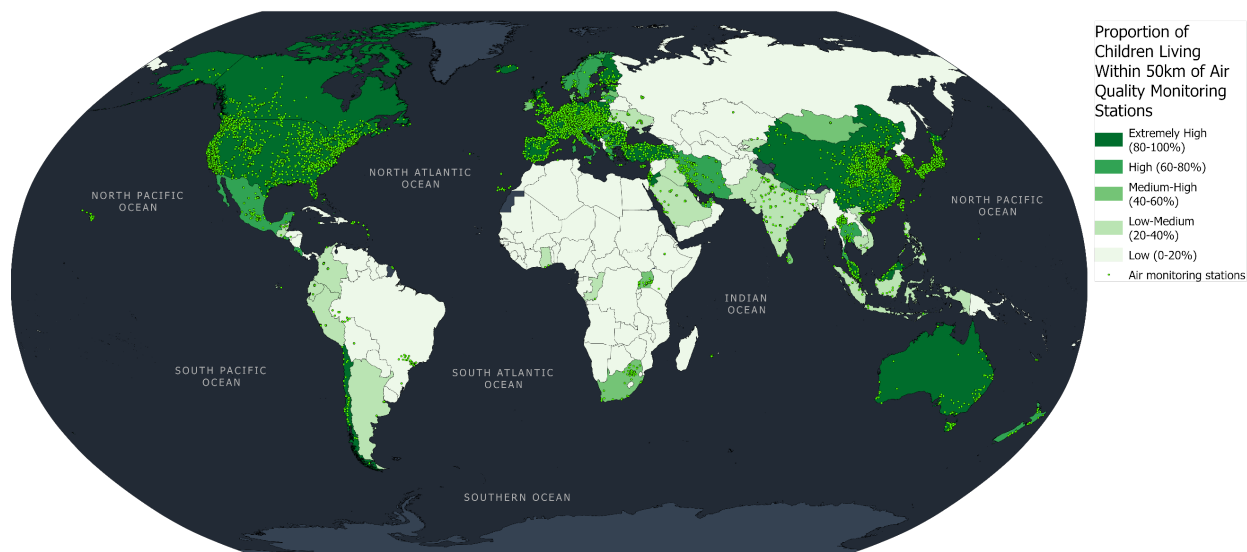 Proportion of
Children Living
Within 50km of Air
Quality Monitoring
Stations
Extremely High
(80-100%)
High (60-80%)
Medium-High
(40-60%)
Low-Medium
(20-40%)
Low (0-20%)
Air monitoring stations
NORTH PACIFIC
OCEAN
NORTH ATLANTIC
OCEAN
NORTH PACIFIC
OCEAN
INDIAN
OCEAN
SOUTH PACIFIC
OCEAN
SOUTH ATLANTIC
OCEAN
SOUTHERN OCEAN